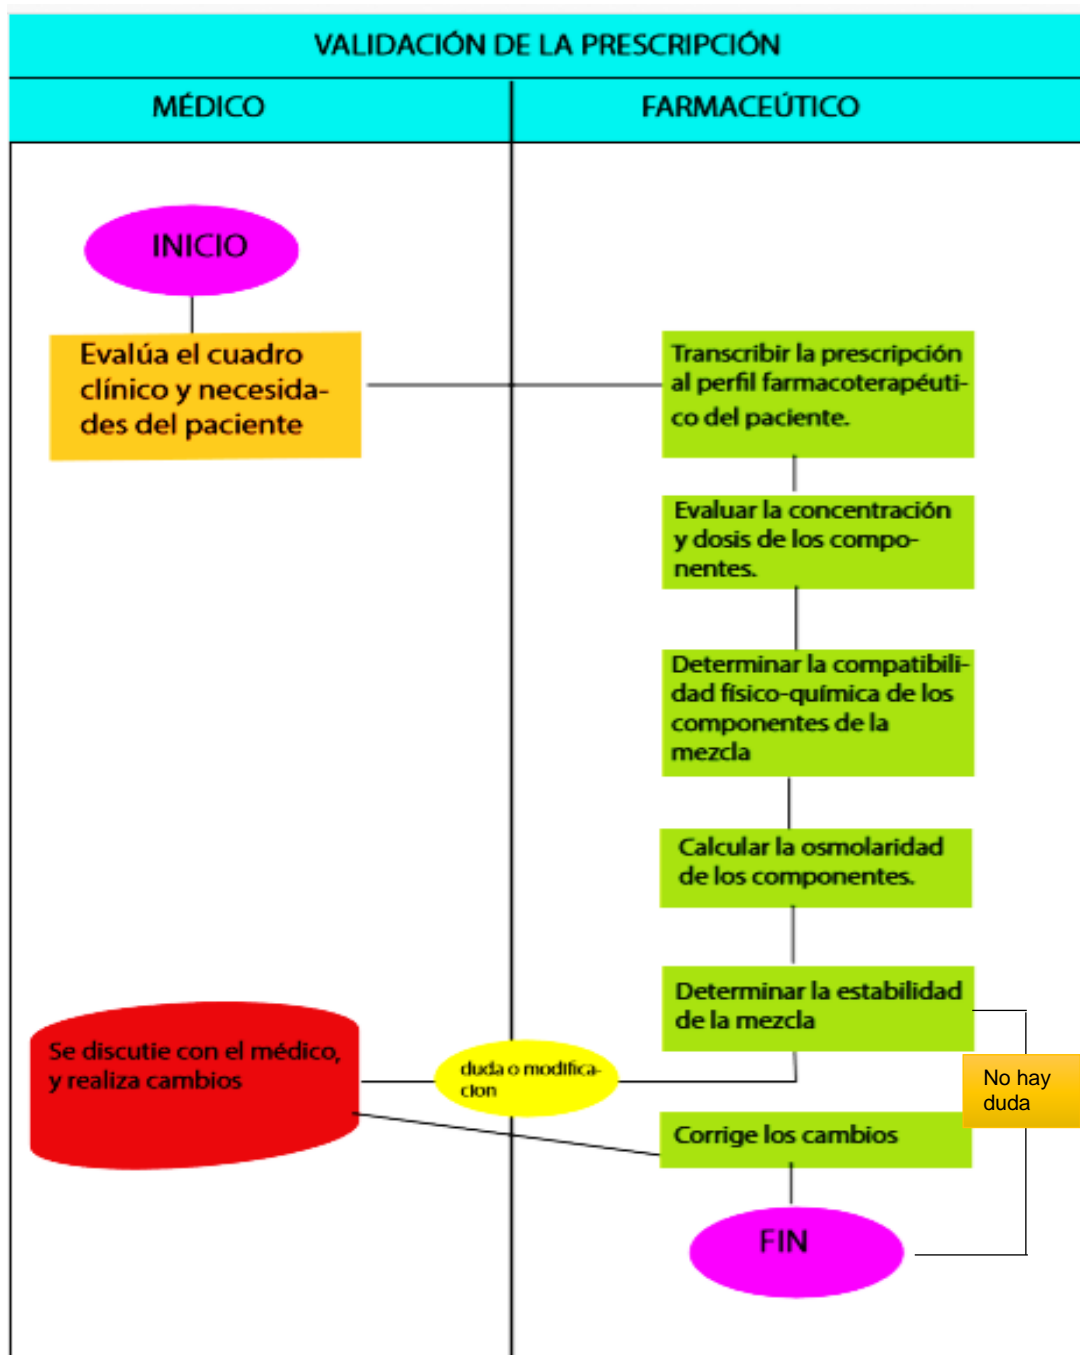 VALIDACIÓN DE LA PRESCRIPCIÓN
MÉDICO
FARMACEÚTICO
INICIO
Evalúa el cuadro
clínico y necesida-
des del paciente
Transcribir la prescripción
al perfil farmacoterapéuti-
co del paciente.
Evaluar la concentración
y dosis de los compo-
nentes.
Determinar la compatibili-
dad físico-química de los
componentes de la
mezcla
Calcular la osmolaridad
de los componentes.
Determinar la estabilidad
de la mezcla
Se discutie con el médico,
y realiza cambios
duda o modifica-
cion
No hay
duda
Corrige los cambios
FIN